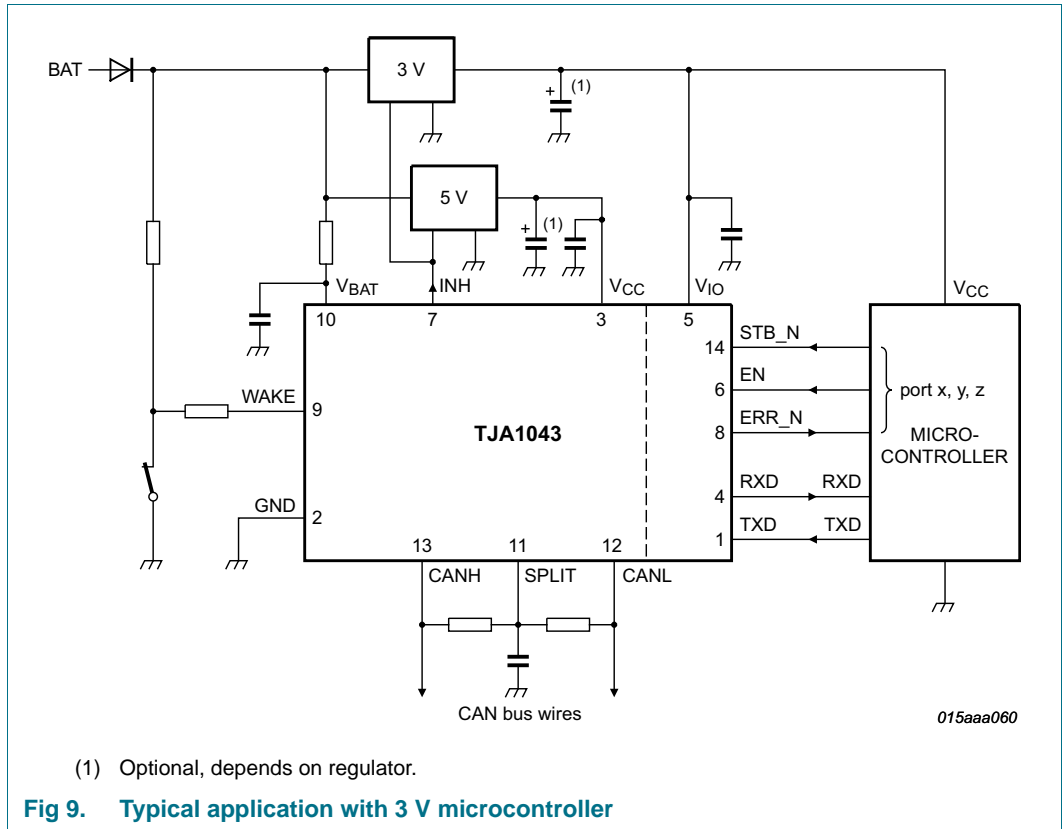 BAT
3 V
+ (1)
5 V
+ (1)
VBAT
INH
VCC
VIO
VCC
10
7
3
5
14
STB_N
6
EN
port x, y, z
WAKE
9
8
ERR_N
TJA1043
MICRO-
CONTROLLER
4
RXD
RXD
GND
2
1
TXD
TXD
13
11
12
CANH
SPLIT
CANL
CAN bus wires
015aaa060
(1) Optional, depends on regulator.
Fig 9. Typical application with 3 V microcontroller